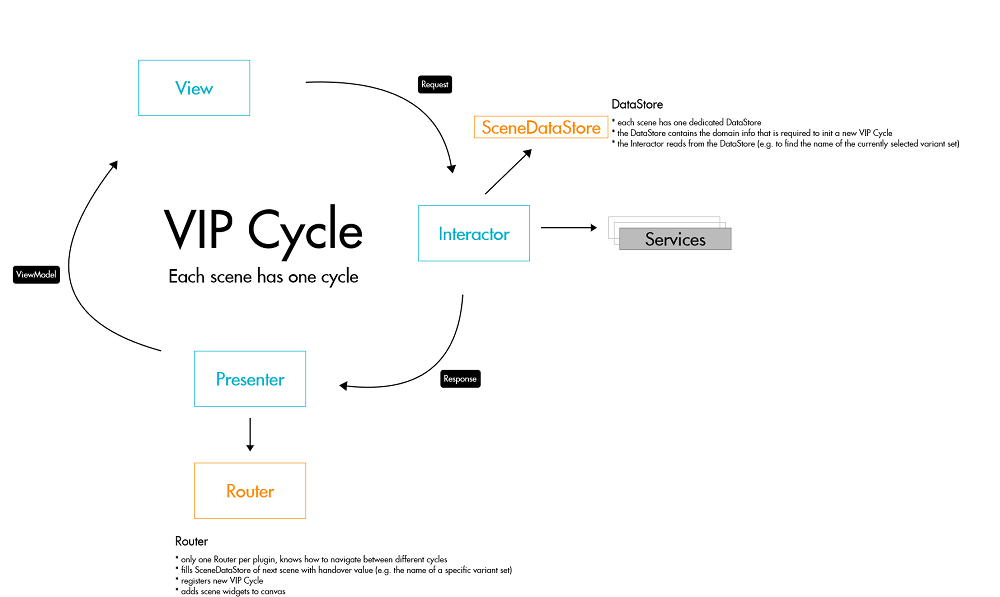 View
Request
DataStore
SceneDataStore
* each scene has one dedicated DataStore
* the DataStore contains the domain info that is required to init a new VIP Cycle
* the Interactor reads from the DataStore (e.g. to find the name of the currently selected variant set)
VIP Cycle
Interactor
Services
Each scene has one cycle
ViewModel
Presenter
Response
Router
Router
* only one Router per plugin, knows how to navigate between different cycles
* fills SceneDataStore of next scene with handover value (e.g. the name of a specific variant set)
* registers new VIP Cycle
* adds scene widgets to canvas